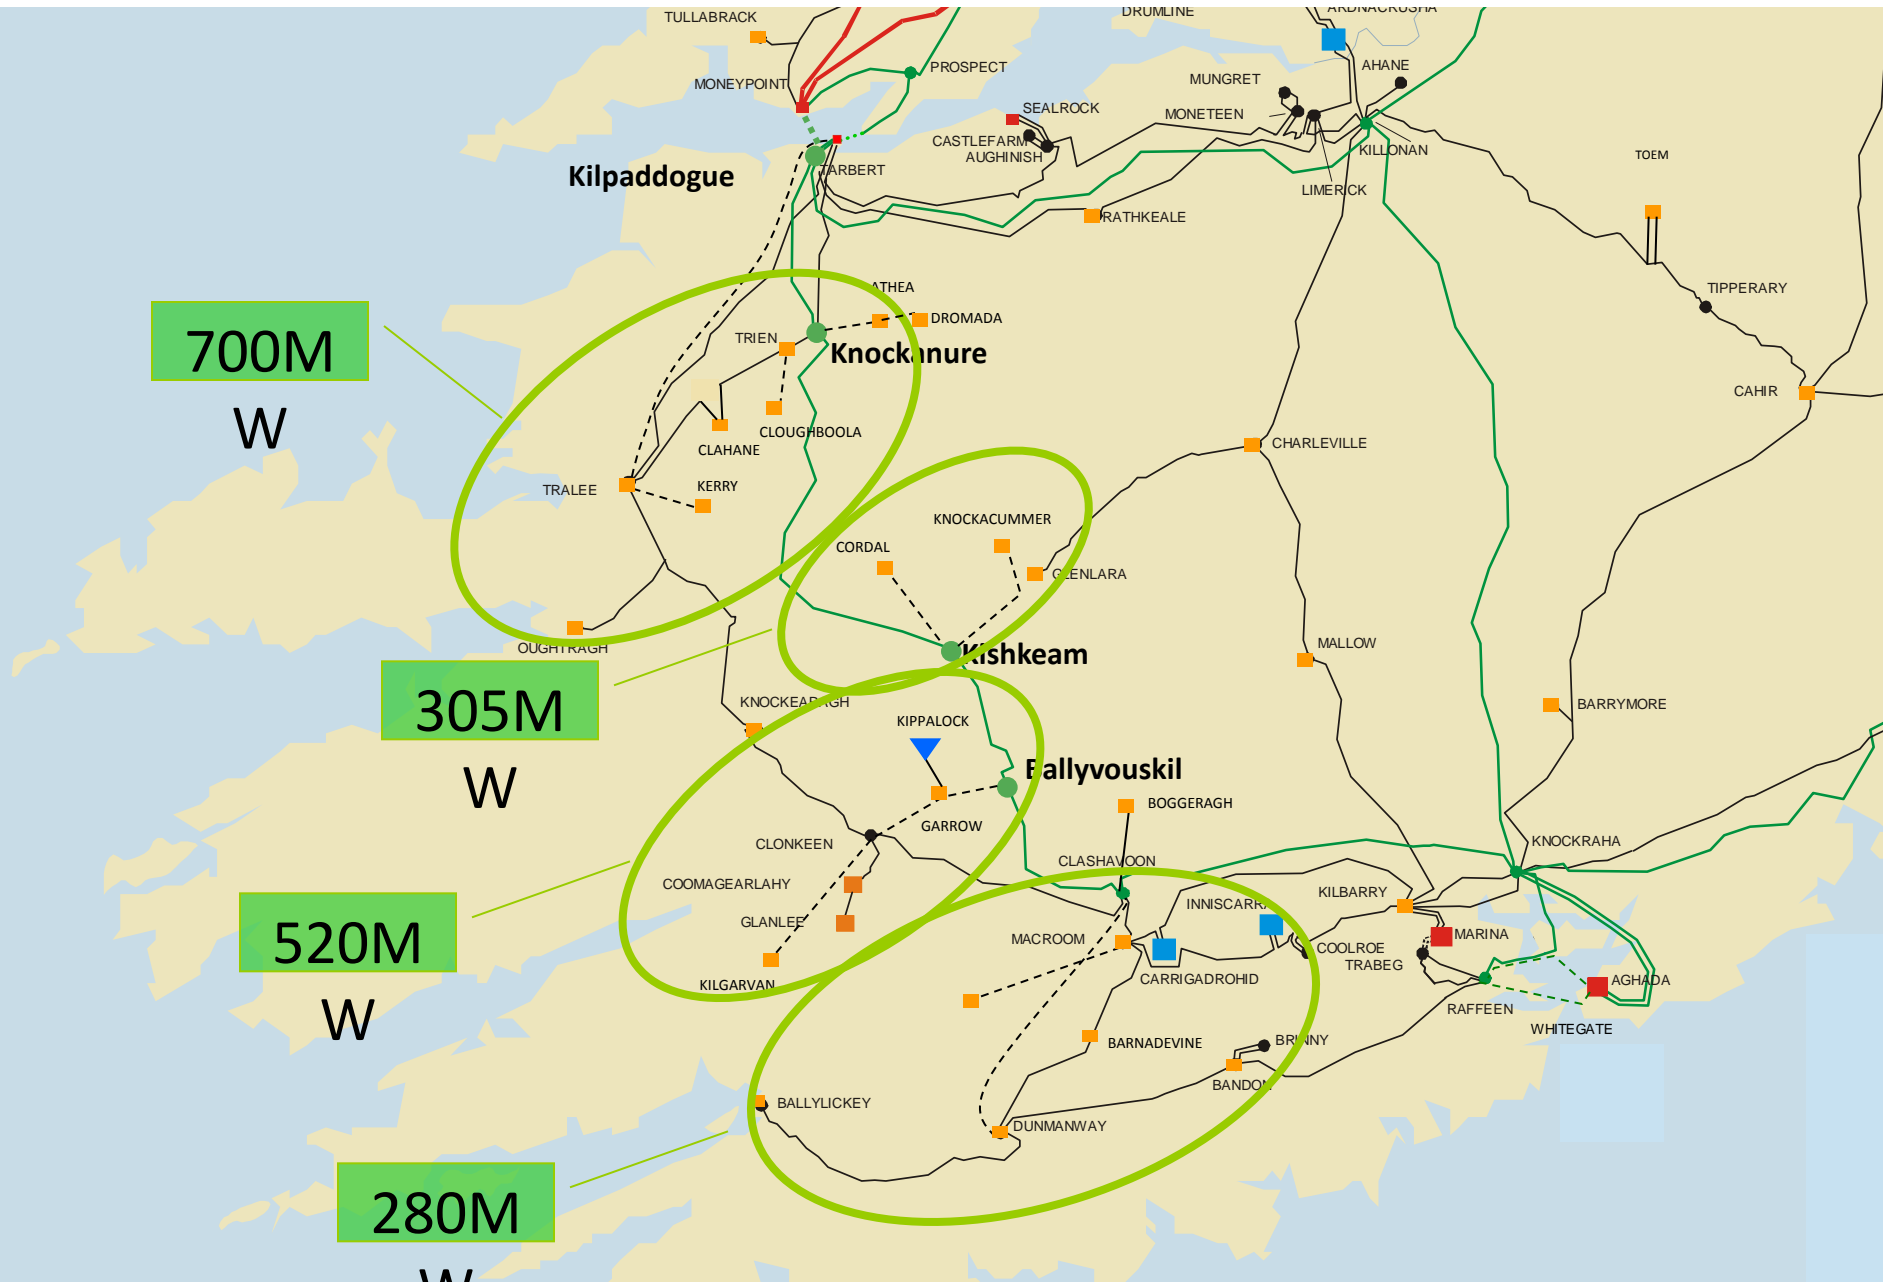 TULLABRACK
DRUMLINE
ARDNACRUSHA
PROSPECT
AHANE
MUNGRET
MONEYPOINT
SEALROCK
MONETEEN
CASTLEFARM
AUGHINISH
KILLONAN
TOEM
Kilpaddogue
TARBERT
LIMERICK
RATHKEALE
ATHEA
TIPPERARY
DROMADA
700M
W
TRIEN
Knockanure
CAHIR
CLOUGHBOOLA
CLAHANE
CHARLEVILLE
TRALEE
KERRY
KNOCKACUMMER
CORDAL
GLENLARA
OUGHTRAGH
MALLOW
Kishkeam
305M
W
KNOCKEARAGH
KIPPALOCK
BARRYMORE
Ballyvouskil
BOGGERAGH
GARROW
CLONKEEN
KNOCKRAHA
CLASHAVOON
COOMAGEARLAHY
KILBARRY
INNISCARRA
GLANLEE
520M
W
MACROOM
MARINA
COOLROE
TRABEG
CARRIGADROHID
KILGARVAN
AGHADA
RAFFEEN
WHITEGATE
BARNADEVINE
BRINNY
BANDON
BALLYLICKEY
DUNMANWAY
280M
W